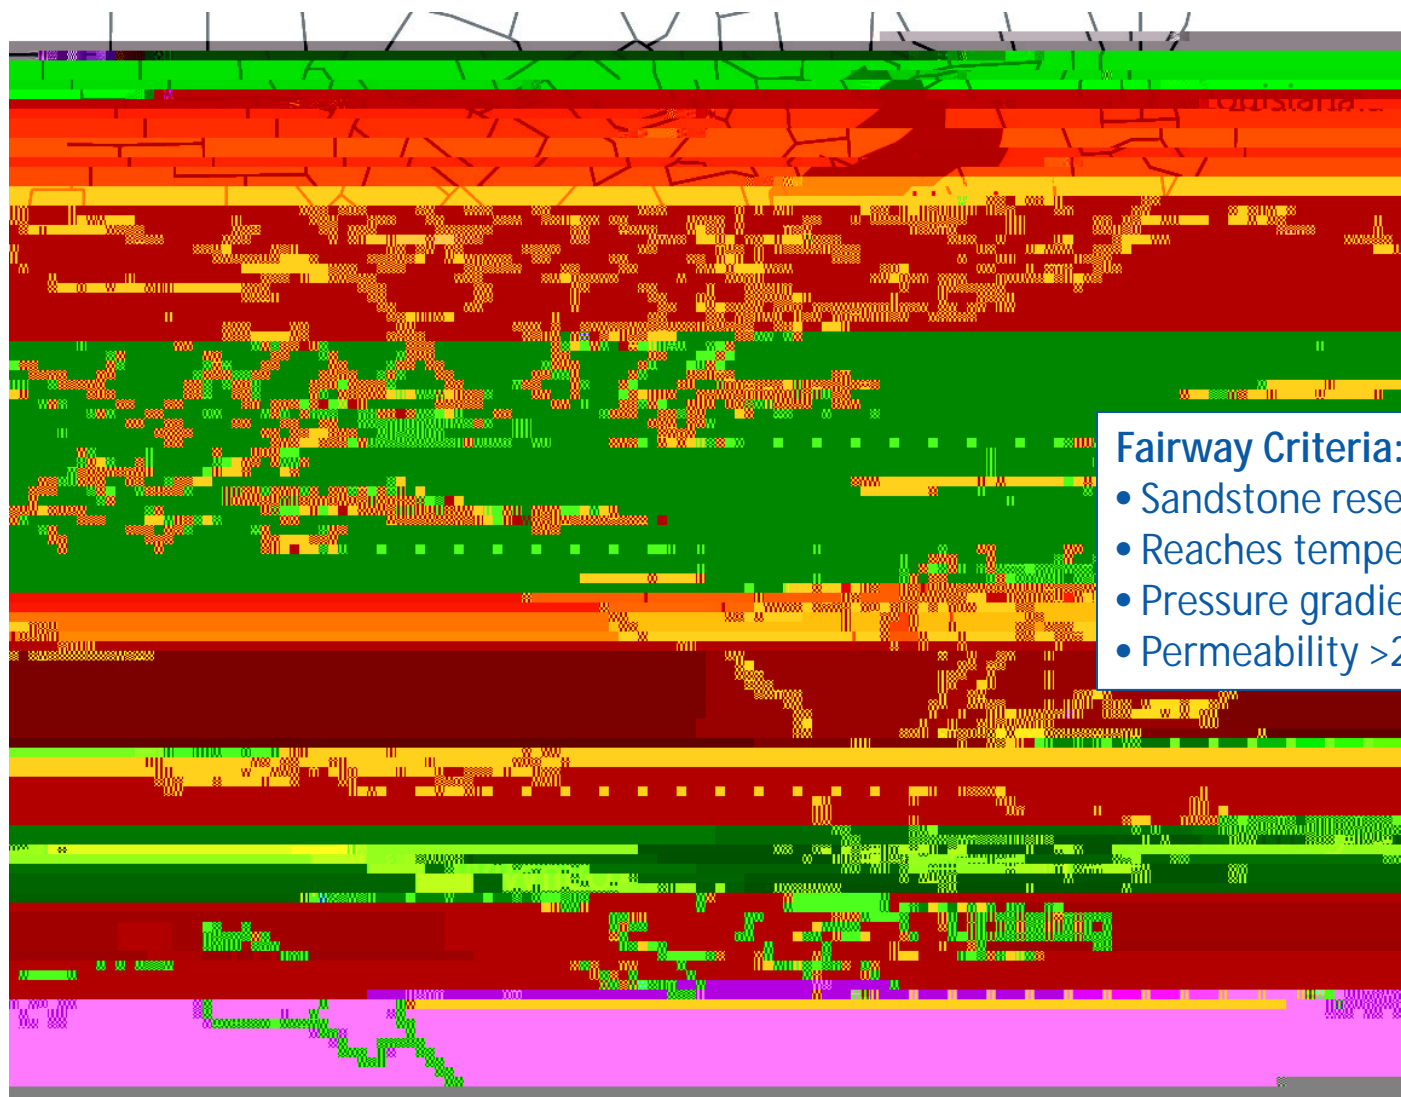 Fairway Criteria:
• Sandstone rese
• Reaches tempe
• Pressure gradie
• Permeability >2